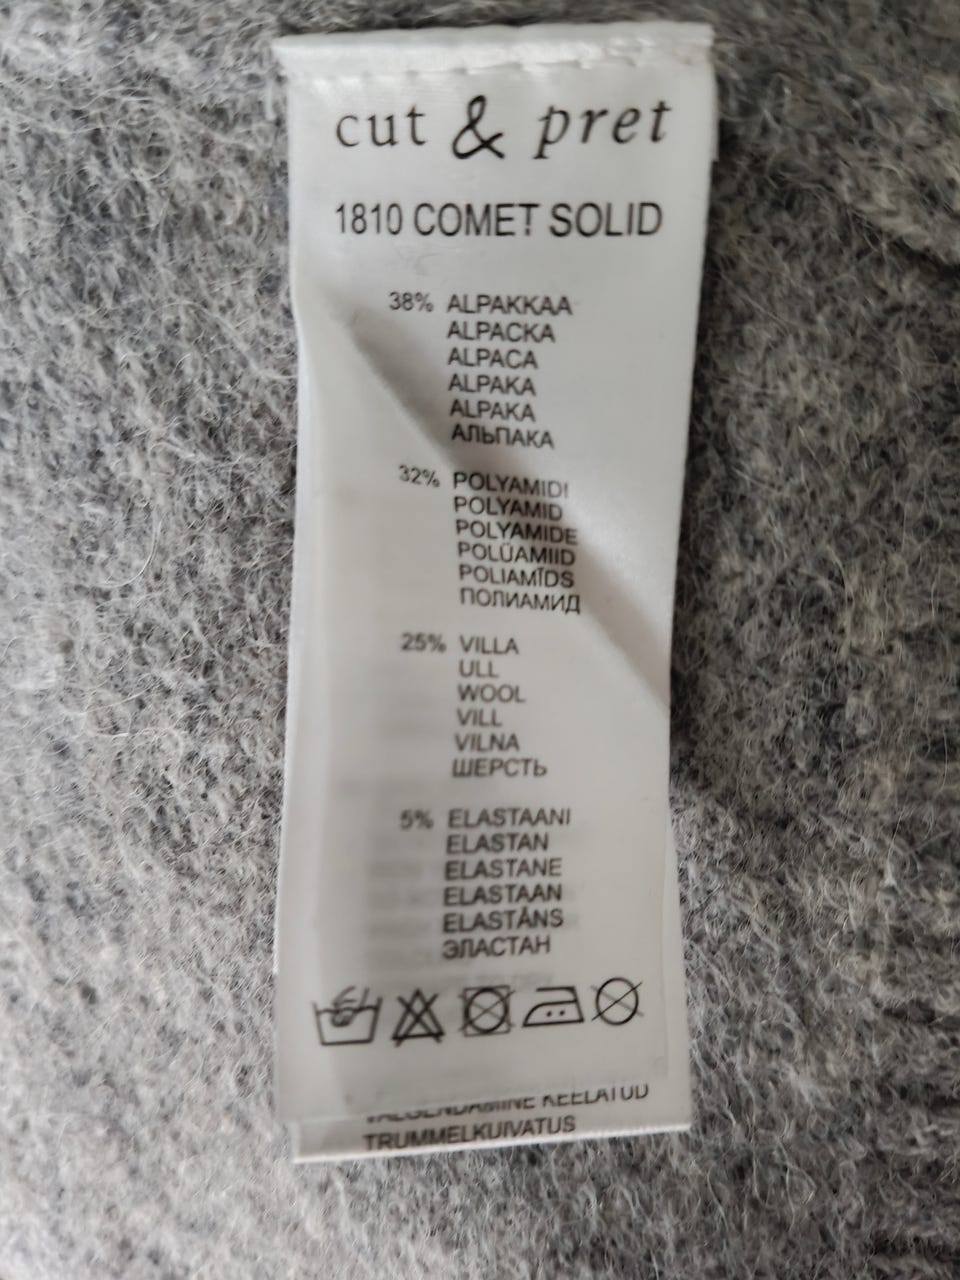 cut & pret
1810 COMET SOLID
38% ALPAKKAA
ALPACKA
ALPACA
ALPAKA
ALPAKA
АЛЬПАКА
32% POLYAMIDI
POLYAMID
POLYAMIDE
POLÜAMIID
POLIAMĪDS
ПОЛИАМИД
25% VILLA
ULL
WOOL
VILL
VILNA
ШЕРСТЬ
5% ELASTAANI
ELASTAN
ELASTANE
ELASTAAN
ELASTĀNS
ЭЛАСТАН
VALGENDAMINE KEELATUD
TRUMMELKUIVATUS